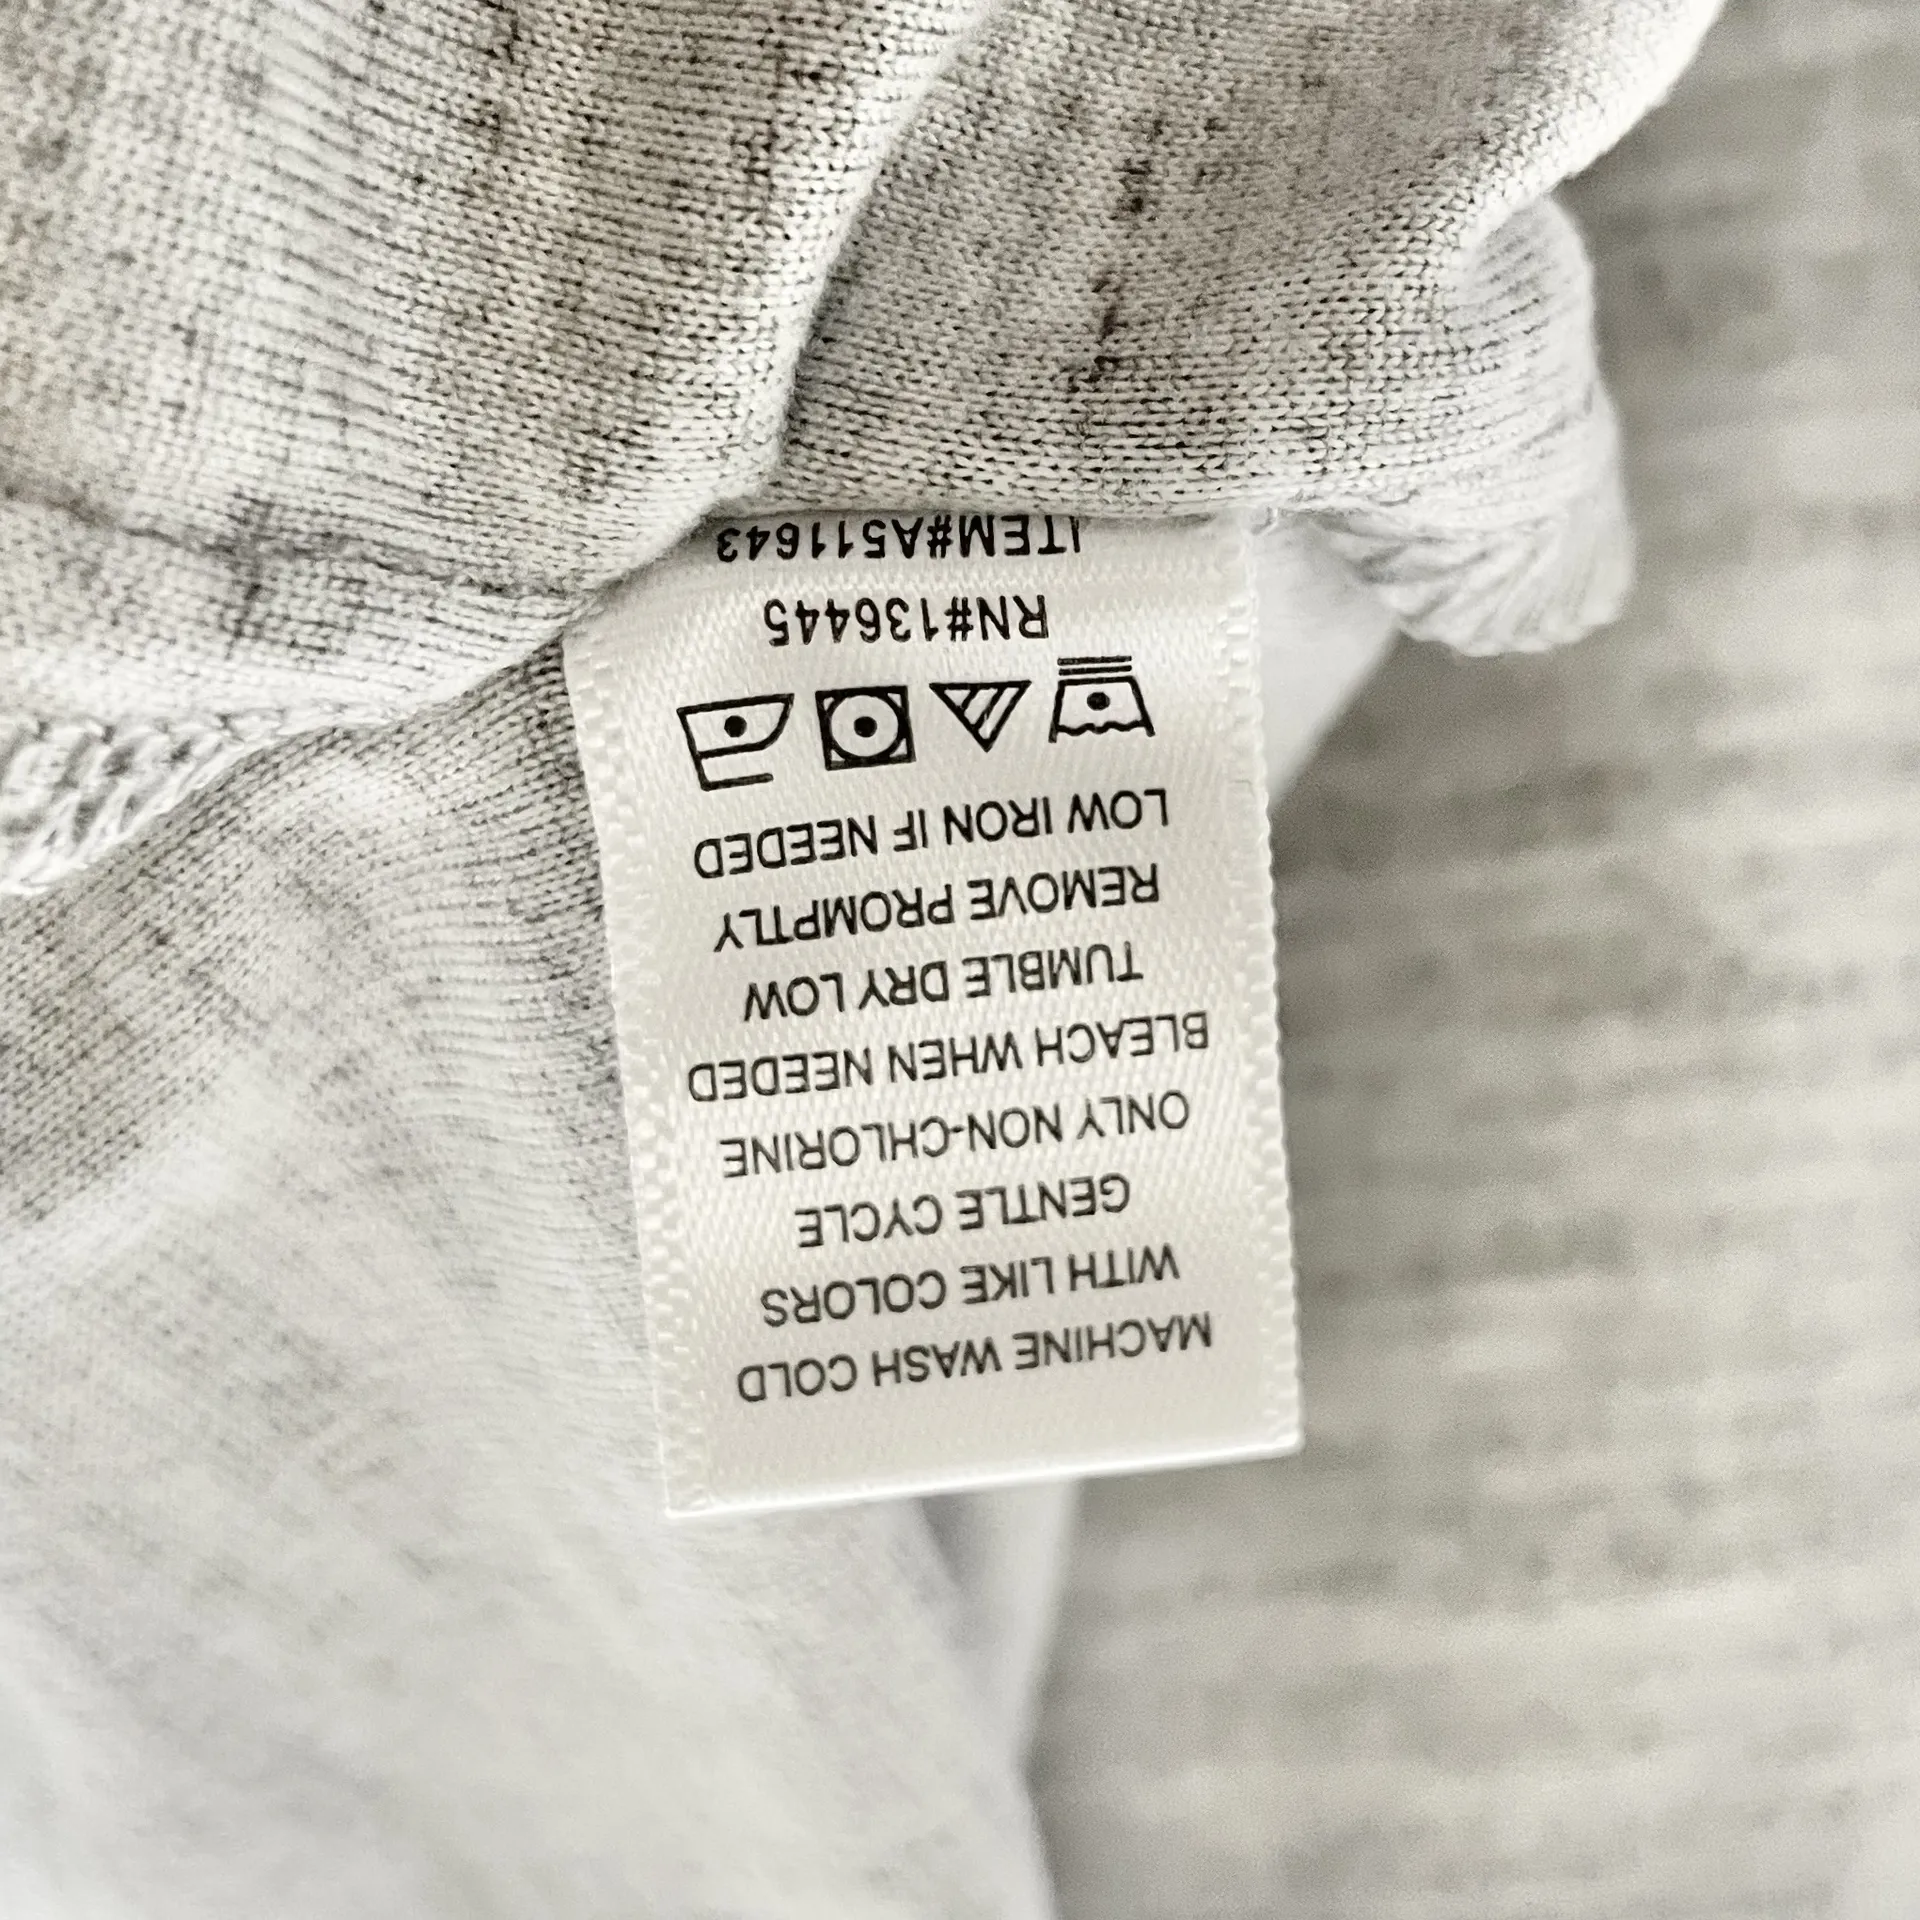 MACHINE WASH COLD
WITH LIKE COLORS
GENTLE CYCLE
ONLY NON-CHLORINE
BLEACH WHEN NEEDED
TUMBLE DRY LOW
REMOVE PROMPTLY
LOW IRON IF NEEDED
RN#136445
ITEM#A511643